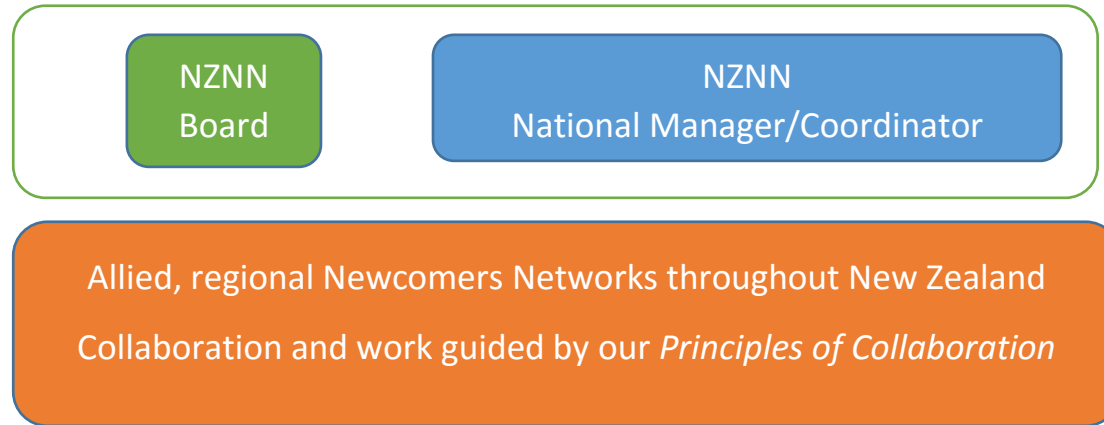 NZNN
Board
NZNN
National Manager/Coordinator
Allied, regional Newcomers Networks throughout New Zealand
Collaboration and work guided by our Principles of Collaboration